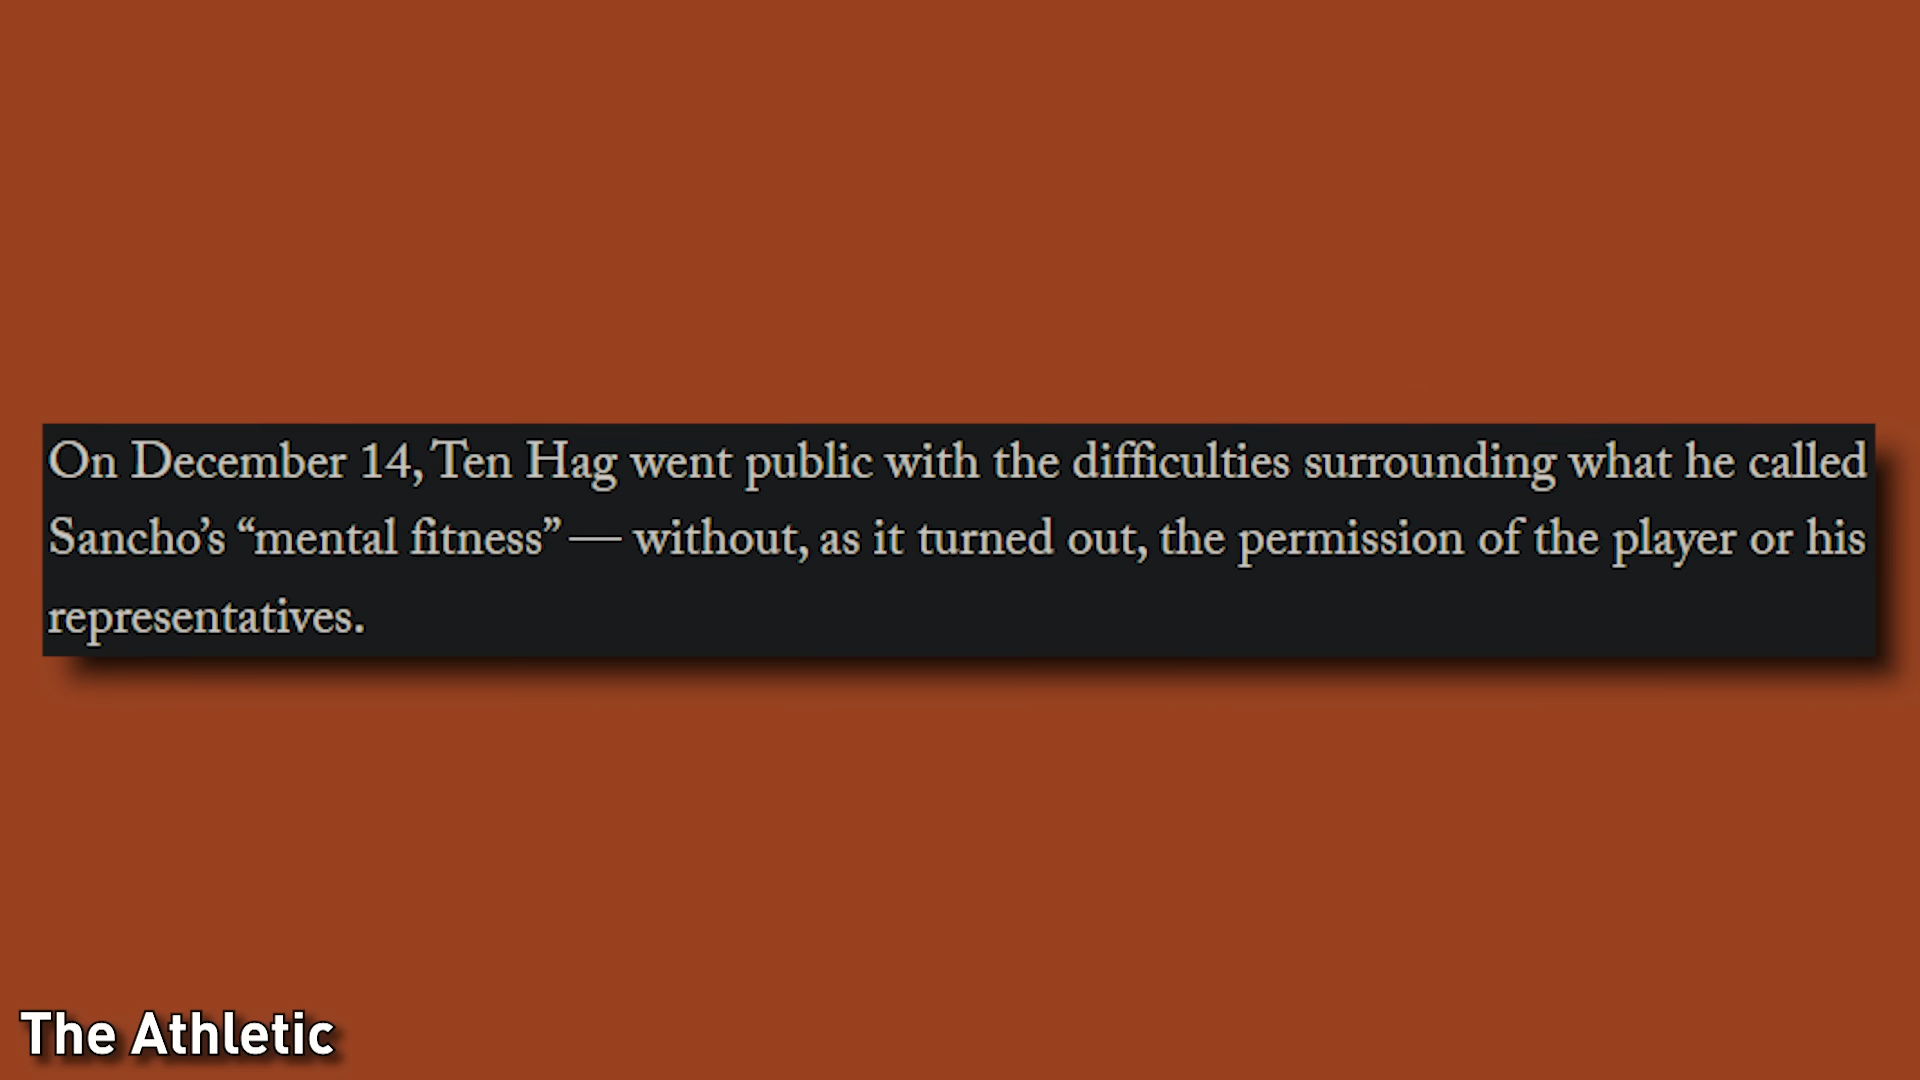 On December 14, Ten Hag went public with the difficulties surrounding what he called
Sancho’s “mental fitness” — without, as it turned out, the permission of the player or his
representatives.
The Athletic